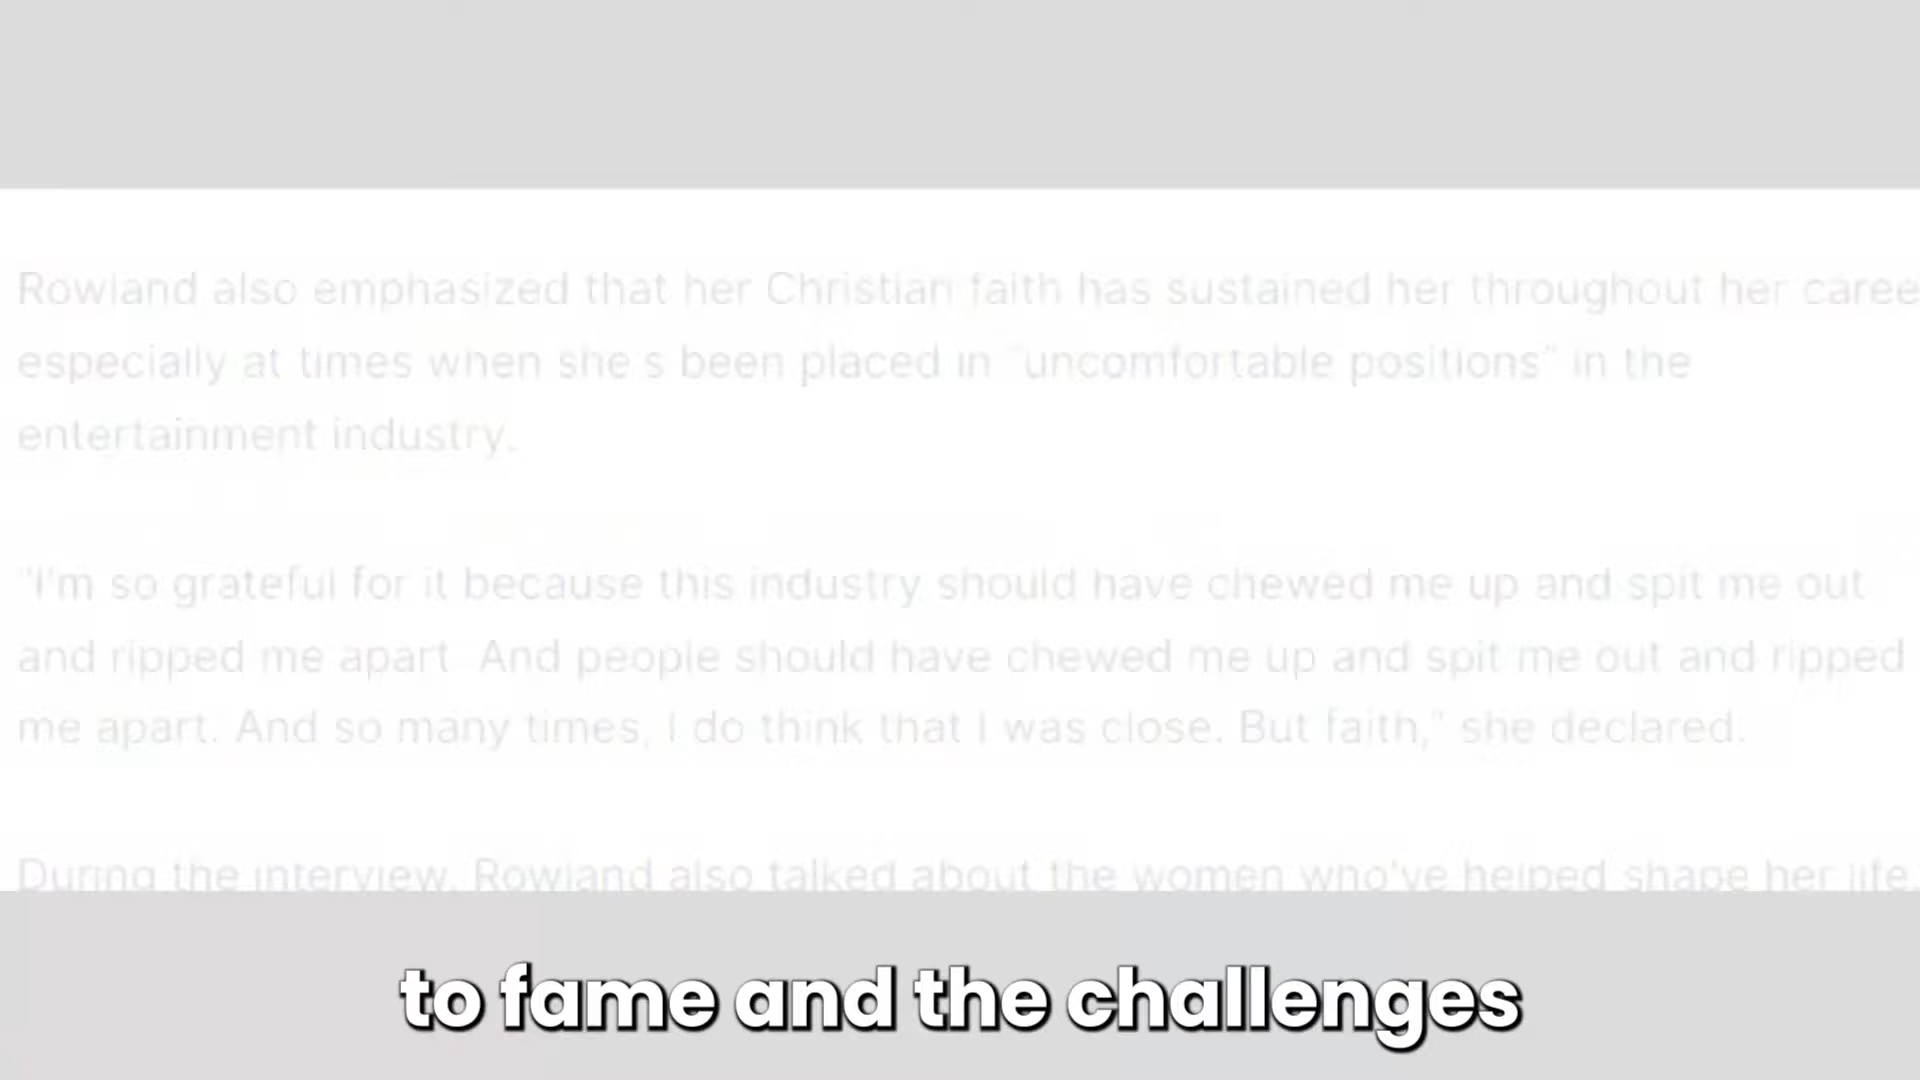 Rowland also emphasized that her Christian faith has sustained her throughout her caree
especially at times when she's been placed in "uncomfortable positions" in the
entertainment industry.
"I'm so grateful for it because this industry should have chewed me up and spit me out
and ripped me apart. And people should have chewed me up and spit me out and ripped
me apart. And so many times, I do think that I was close. But faith," she declared.
During the interview, Rowland also talked about the women who've helped shape her life,
to fame and the challenges